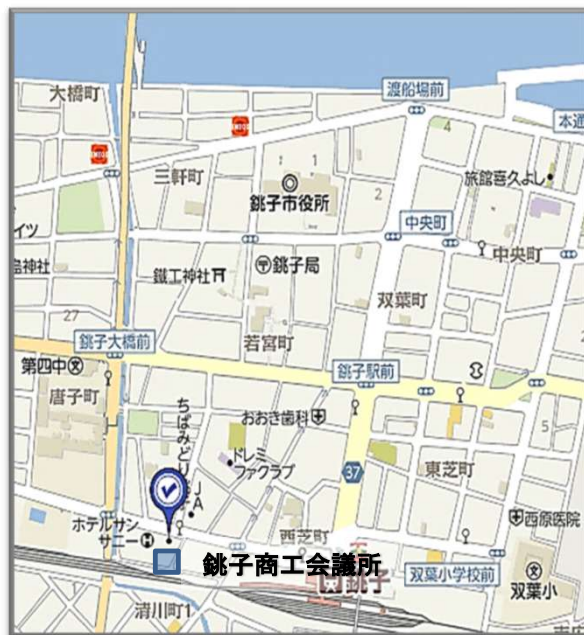 大橋町
渡船場前
本通
4
三軒町
1
1
2
旅館喜久よし
銚子市役所
イツ
中央町
中央町
島神社
鐵工神社
銚子局
双葉町
27
銚子大橋前
若宮町
銚子駅前
第四中
唐子町
おおき歯科
5
ちばみどり
JA
ドレミ
ファクラブ
37
東芝町
ホテルサン
サニー
西芝町
西原医院
銚子商工会議所
銚子
双葉小学校前
双葉小
清川町1